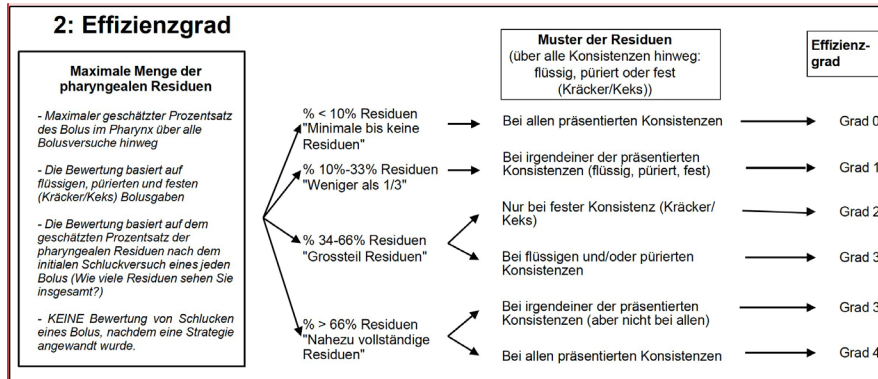 2: Effizienzgrad
Maximale Menge der
pharyngealen Residuen
- Maximaler geschätzter Prozentsatz
des Bolus im Pharynx über alle
Bolusversuche hinweg
- Die Bewertung basiert auf
flüssigen, pürierten und festen
(Kräcker/Keks) Bolusgaben
- Die Bewertung basiert auf dem
geschätzten Prozentsatz der
pharyngealen Residuen nach dem
initialen Schluckversuch eines jeden
Bolus (Wie viele Residuen sehen Sie
insgesamt?)
- KEINE Bewertung von Schlucken
eines Bolus, nachdem eine Strategie
angewandt wurde.
% < 10% Residuen
"Minimale bis keine
Residuen"
% 10%-33% Residuen
"Weniger als 1/3"
% 34-66% Residuen
"Grossteil Residuen"
% > 66% Residuen
"Nahezu vollständige
Residuen"
Muster der Residuen
(über alle Konsistenzen hinweg:
flüssig, püriert oder fest
(Kräcker/Keks))
Bei allen präsentierten Konsistenzen
Bei irgendeiner der präsentierten
Konsistenzen (flüssig, püriert, fest)
Nur bei fester Konsistenz (Kräcker/
Keks)
Bei flüssigen und/oder pürierten
Konsistenzen
Bei irgendeiner der präsentierten
Konsistenzen (aber nicht bei allen)
Bei allen präsentierten Konsistenzen
Effizienz-
grad
Grad 0
Grad 1
Grad 2
Grad 3
Grad 3
Grad 4